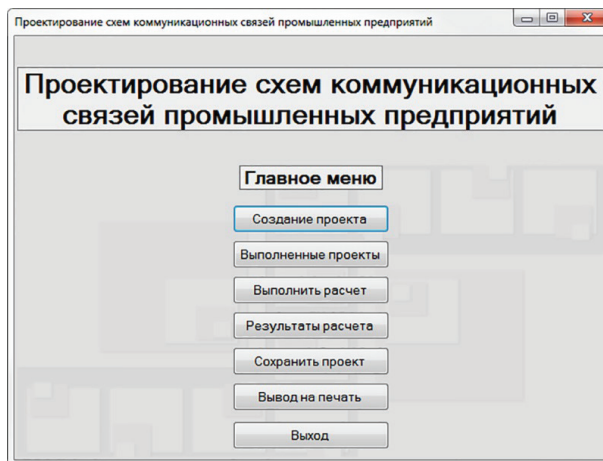 Проектирование схем коммуникационных связей промышленных предприятий
Проектирование схем коммуникационных
связей промышленных предприятий
Главное меню
Создание проекта
Выполненные проекты
Выполнить расчет
Результаты расчета
Сохранить проект
Вывод на печать
Выход